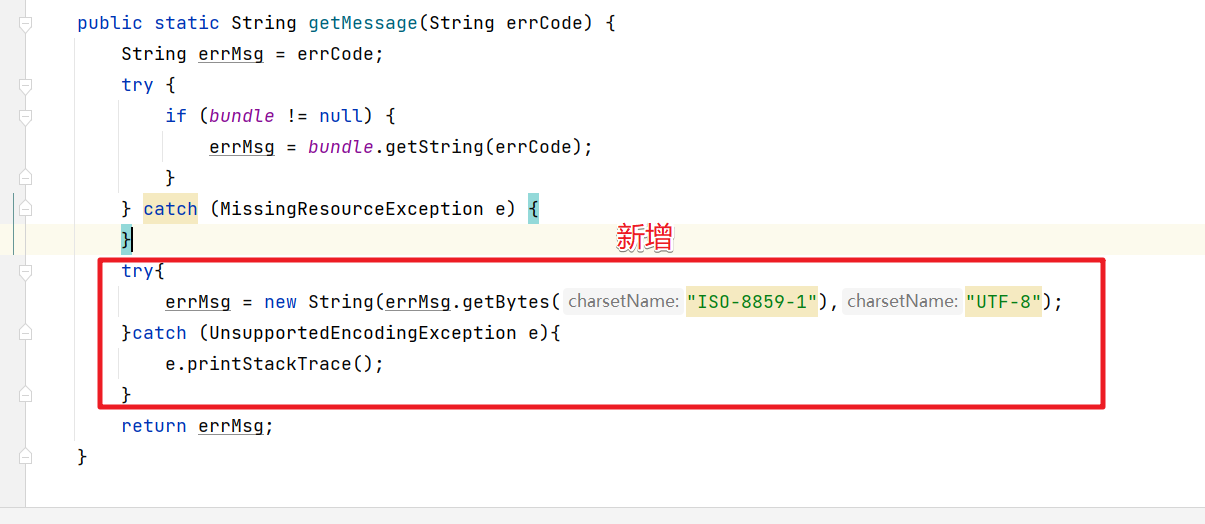 public static String getMessage(String errCode) {
String errMsg = errCode;
try {
if (bundle != null) {
errMsg = bundle.getString(errCode);
}
} catch (MissingResourceException e) {
}
新增
try{
errMsg = new String(errMsg.getBytes( charsetName: "ISO-8859-1"), charsetName: "UTF-8");
}catch (UnsupportedEncodingException e){
e.printStackTrace();
}
return errMsg;
}